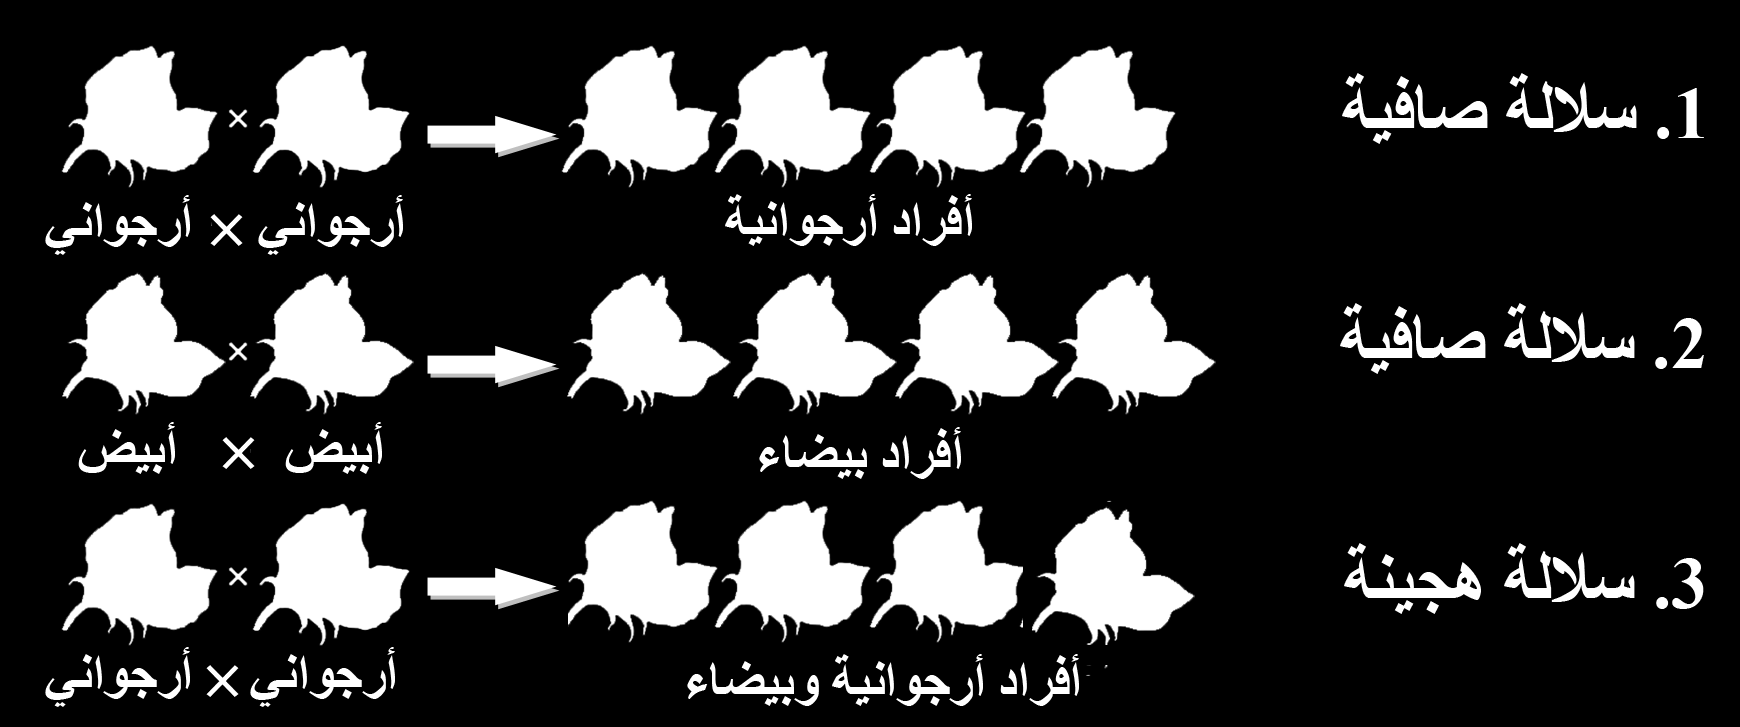 1. سلالة صافية
أرجواني × أرجواني
أفراد أرجوانية
2. سلالة صافية
أبيض × أبيض
أفراد بيضاء
3. سلالة هجينة
أرجواني × أرجواني
أفراد أرجوانية وبيضاء